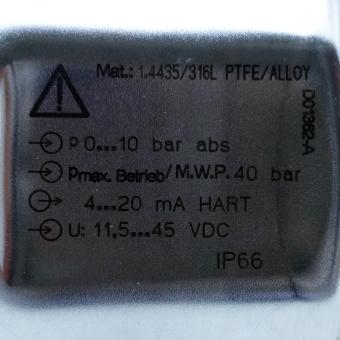 Mat.: 1.4435/316L PTFE/ALLOY
p 0...10 bar abs
Pmax. Betrieb/M.W.P. 40 bar
4...20 mA HART
U: 11,5...45 VDC
IP66
D01362-A